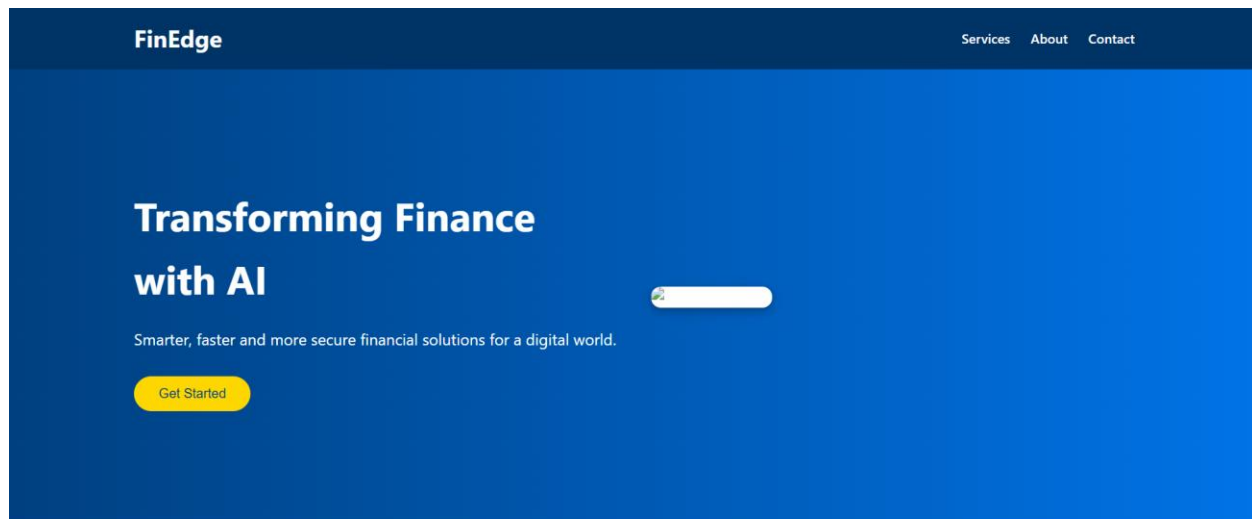 FinEdge
Services About Contact
Transforming Finance
with AI
Smarter, faster and more secure financial solutions for a digital world.
Get Started